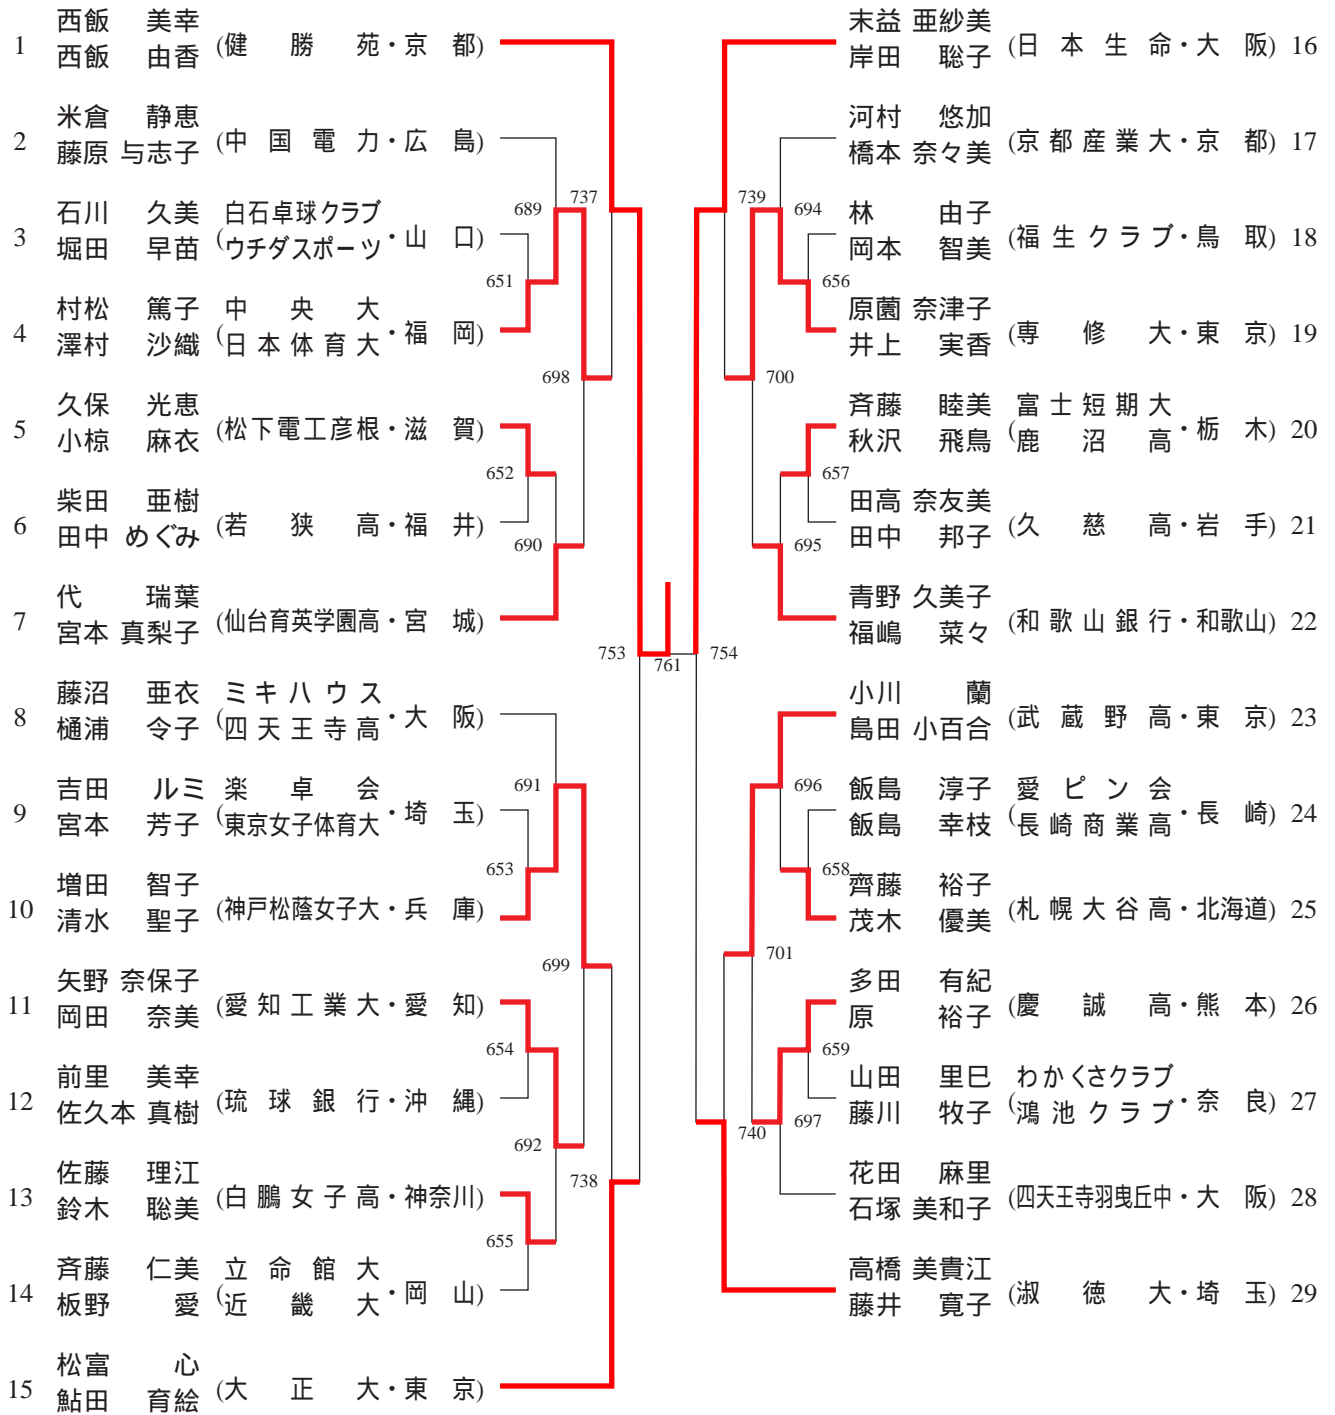 1 西飯 美幸
西飯 由香 (健勝苑・京都)
2 米倉 静恵
藤原 与志子 (中国電力・広島)
3 石川 久美 白石卓球クラブ
堀田 早苗 (ウチダスポーツ・山口)
4 村松 篤子 中央大
澤村 沙織 (日本体育大・福岡)
5 久保 光恵
小椋 麻衣 (松下電工彦根・滋賀)
6 柴田 亜樹
田中 めぐみ (若狭高・福井)
7 代 瑞葉
宮本 真梨子 (仙台育英学園高・宮城)
8 藤沼 亜衣 ミキハウス
樋浦 令子 (四天王寺高・大阪)
9 吉田 ルミ 楽卓会
宮本 芳子 (東京女子体育大・埼玉)
10 増田 智子
清水 聖子 (神戸松蔭女子大・兵庫)
11 矢野 奈保子
岡田 奈美 (愛知工業大・愛知)
12 前里 美幸
佐久本 真樹 (琉球銀行・沖縄)
13 佐藤 理江
鈴木 聡美 (白鵬女子高・神奈川)
14 斉藤 仁美 立命館大
板野 愛 (近畿大・岡山)
15 松富 心
鮎田 育絵 (大正大・東京)
689
737
651
698
652
690
753
761
754
691
653
699
654
692
738
655
739
694
656
700
657
695
696
658
701
659
740
697
末益 亜紗美
岸田 聡子 (日本生命・大阪) 16
河村 悠加
橋本 奈々美 (京都産業大・京都) 17
林 由子
岡本 智美 (福生クラブ・鳥取) 18
原薗 奈津子
井上 実香 (専修大・東京) 19
斉藤 睦美 富士短期大
秋沢 飛鳥 (鹿沼高・栃木) 20
田高 奈友美
田中 邦子 (久慈高・岩手) 21
青野 久美子
福嶋 菜々 (和歌山銀行・和歌山) 22
小川 蘭
島田 小百合 (武蔵野高・東京) 23
飯島 淳子 愛ピン会
飯島 幸枝 (長崎商業高・長崎) 24
齊藤 裕子
茂木 優美 (札幌大谷高・北海道) 25
多田 有紀
原 裕子 (慶誠高・熊本) 26
山田 里巳 わかくさクラブ
藤川 牧子 (鴻池クラブ・奈良) 27
花田 麻里
石塚 美和子 (四天王寺羽曳丘中・大阪) 28
高橋 美貴江
藤井 寛子 (淑徳大・埼玉) 29